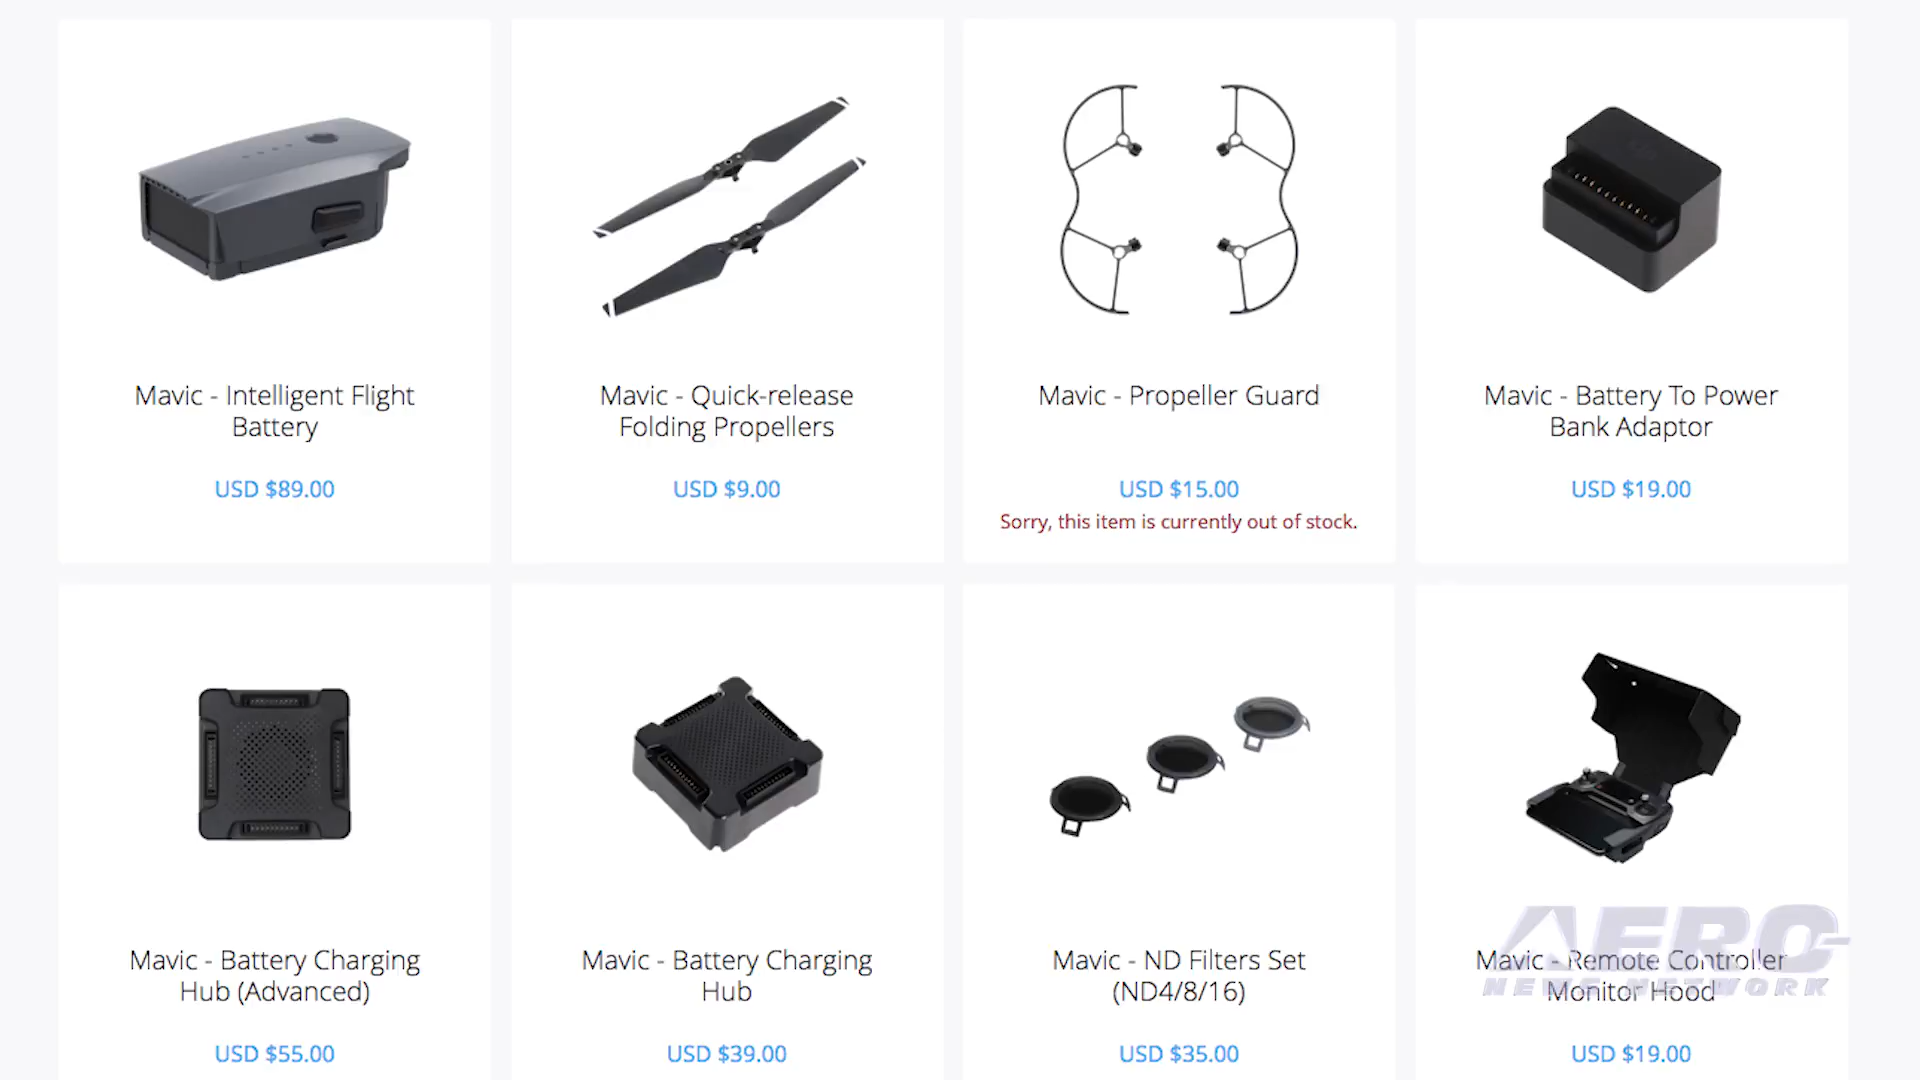 Mavic - Intelligent Flight
Battery
USD $89.00
Mavic - Quick-release
Folding Propellers
USD $9.00
Mavic - Propeller Guard
USD $15.00
Sorry, this item is currently out of stock.
Mavic - Battery To Power
Bank Adaptor
USD $19.00
Mavic - Battery Charging
Hub (Advanced)
USD $55.00
Mavic - Battery Charging
Hub
USD $39.00
Mavic - ND Filters Set
(ND4/8/16)
USD $35.00
Mavic - Remote Controller
Monitor Hood
USD $19.00
AERO-
NEWS NETWORK